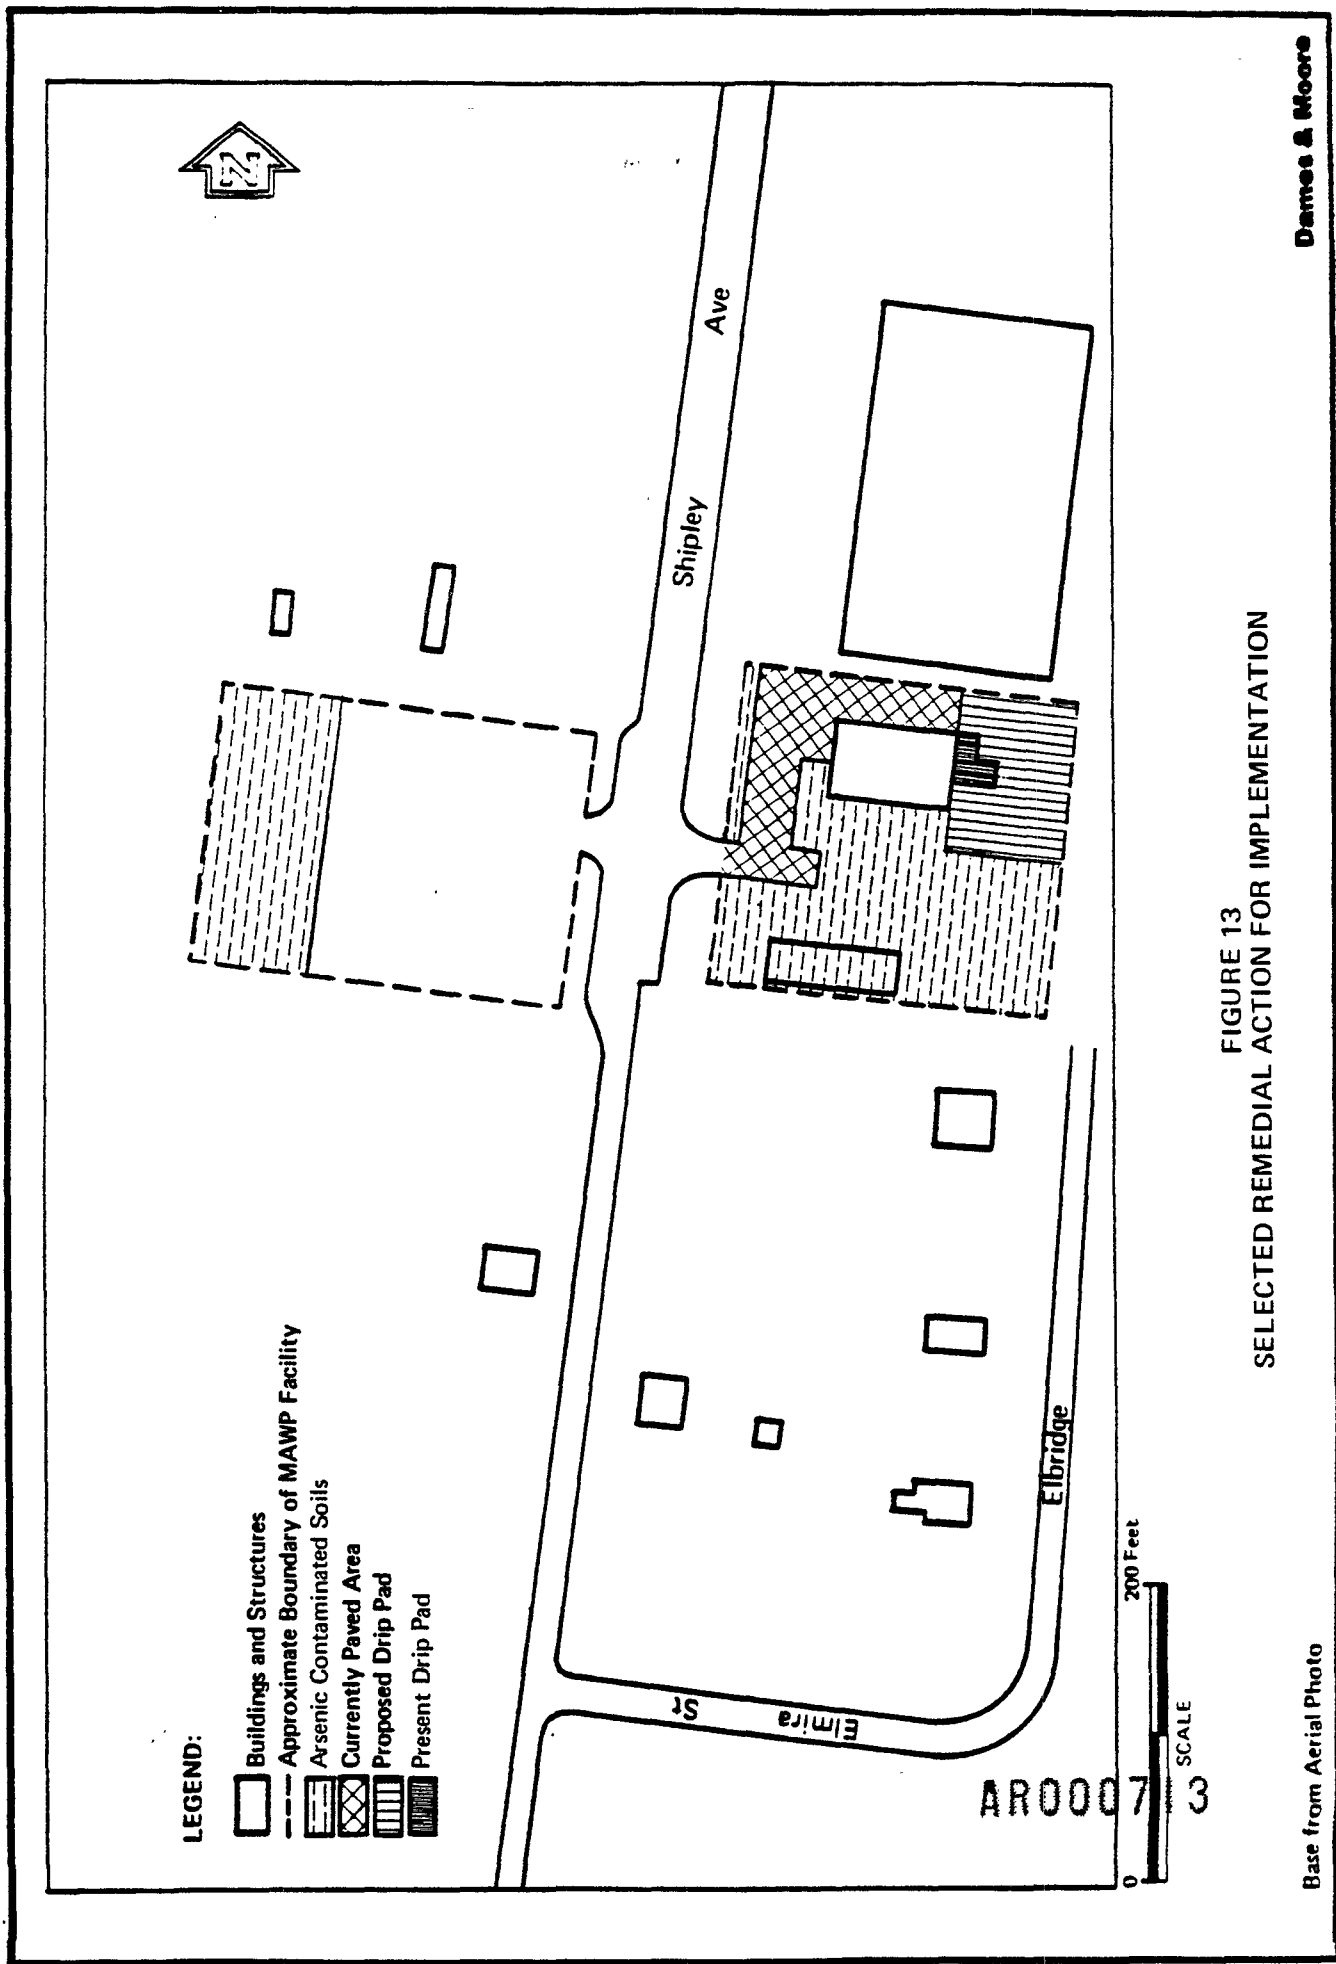 LEGEND:
Buildings and Structures
Approximate Boundary of MAWP Facility
Arsenic Contaminated Soils
Currently Paved Area
Proposed Drip Pad
Present Drip Pad
N
Shipley Ave
Elmira St
Elbridge
0 200 Feet
SCALE
AR000713
FIGURE 13
SELECTED REMEDIAL ACTION FOR IMPLEMENTATION
Base from Aerial Photo
Dames & Moore